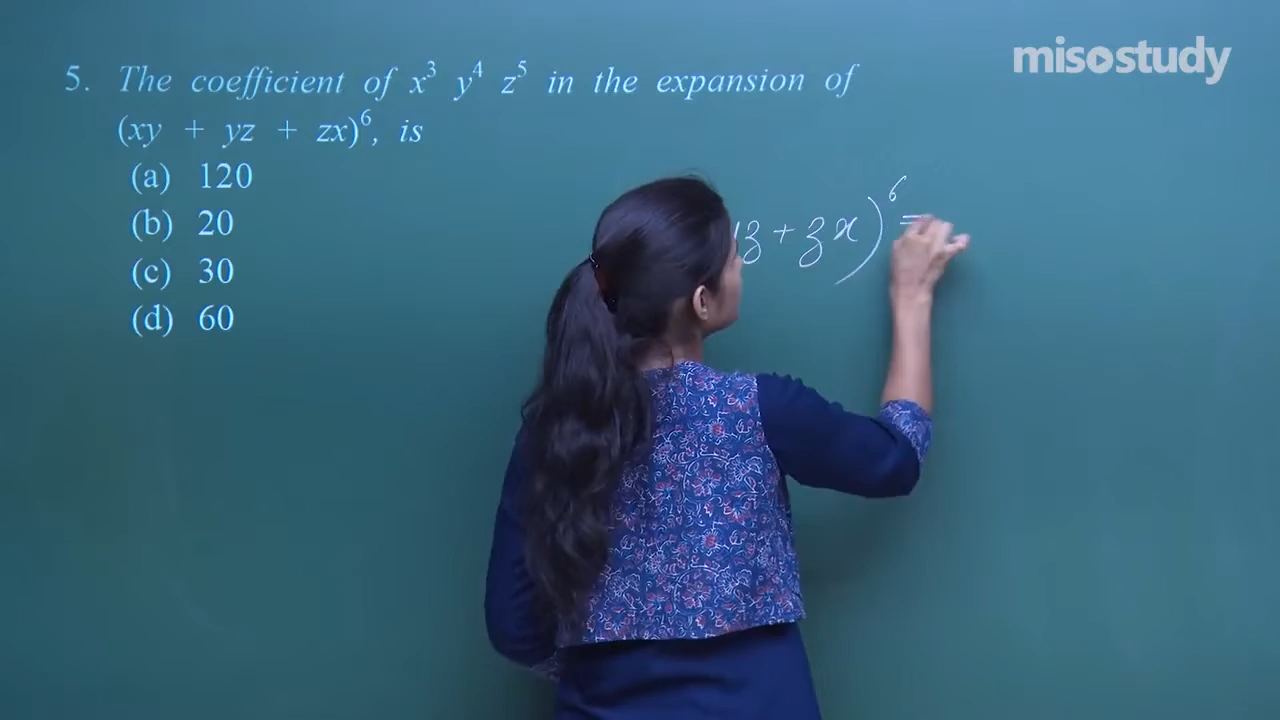 misostudy
5. The coefficient of x³ y⁴ z⁵ in the expansion of
(xy + yz + zx)⁶, is
(a) 120
(b) 20
(c) 30
(d) 60
z + zx)⁶ =